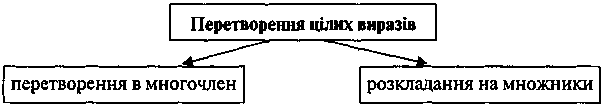 Перетворення цілих виразів
перетворення в многочлен
розкладання на множники